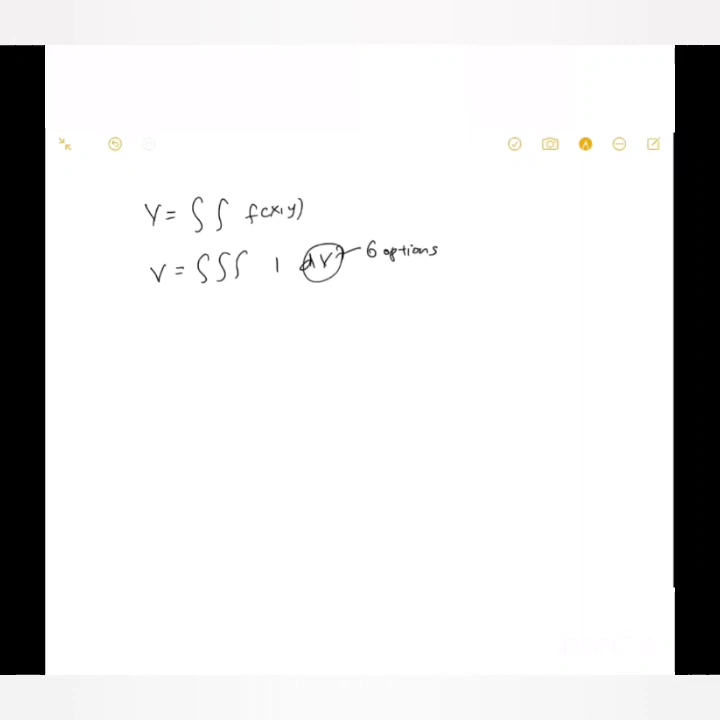 V = ∫ ∫ f(x,y)
V = ∫∫∫ 1 dV 6 options